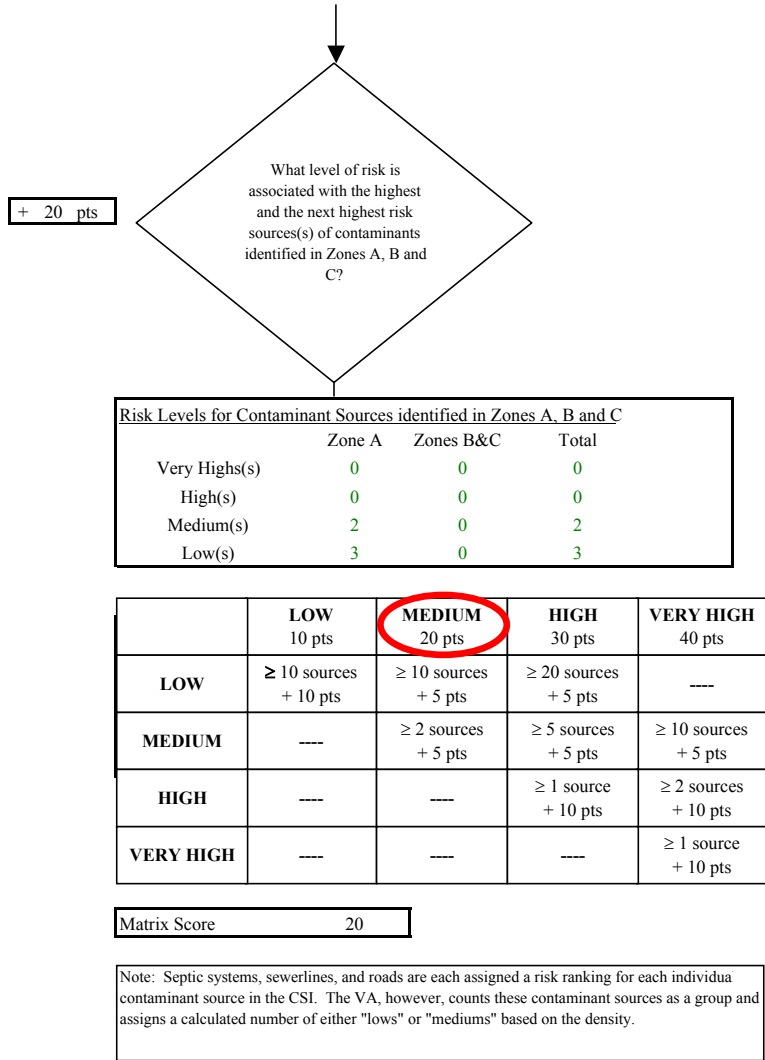 What level of risk is
associated with the highest
and the next highest risk
sources(s) of contaminants
identified in Zones A, B and
C?
+ 20 pts
Risk Levels for Contaminant Sources identified in Zones A, B and C
Zone A Zones B&C Total
Very Highs(s) 0 0 0
High(s) 0 0 0
Medium(s) 2 0 2
Low(s) 3 0 3
LOW MEDIUM HIGH VERY HIGH
10 pts 20 pts 30 pts 40 pts
LOW ≥ 10 sources + 10 pts ≥ 10 sources + 5 pts ≥ 20 sources + 5 pts ----
MEDIUM ---- ≥ 2 sources + 5 pts ≥ 5 sources + 5 pts ≥ 10 sources + 5 pts
HIGH ---- ---- ≥ 1 source + 10 pts ≥ 2 sources + 10 pts
VERY HIGH ---- ---- ---- ≥ 1 source + 10 pts
Matrix Score 20
Note: Septic systems, sewerlines, and roads are each assigned a risk ranking for each individua
contaminant source in the CSI. The VA, however, counts these contaminant sources as a group and
assigns a calculated number of either "lows" or "mediums" based on the density.